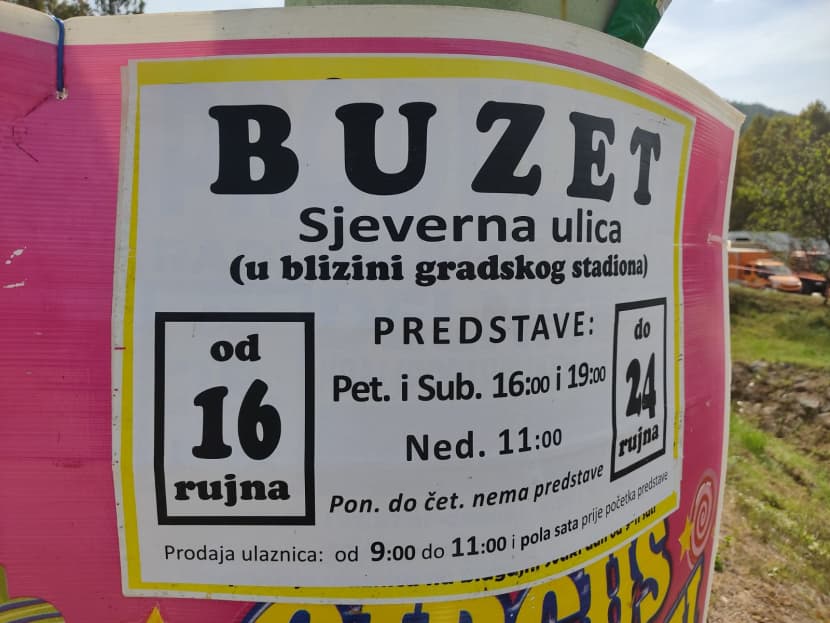 BUZET
Sjeverna ulica
(u blizini gradskog stadiona)
od
16
rujna
PREDSTAVE:
Pet. i Sub. 16:00 i 19:00
Ned. 11:00
Pon. do čet. nema predstave
do
24
rujna
Prodaja ulaznica: od 9:00 do 11:00 i pola sata prije početka predstave
CIRCUS